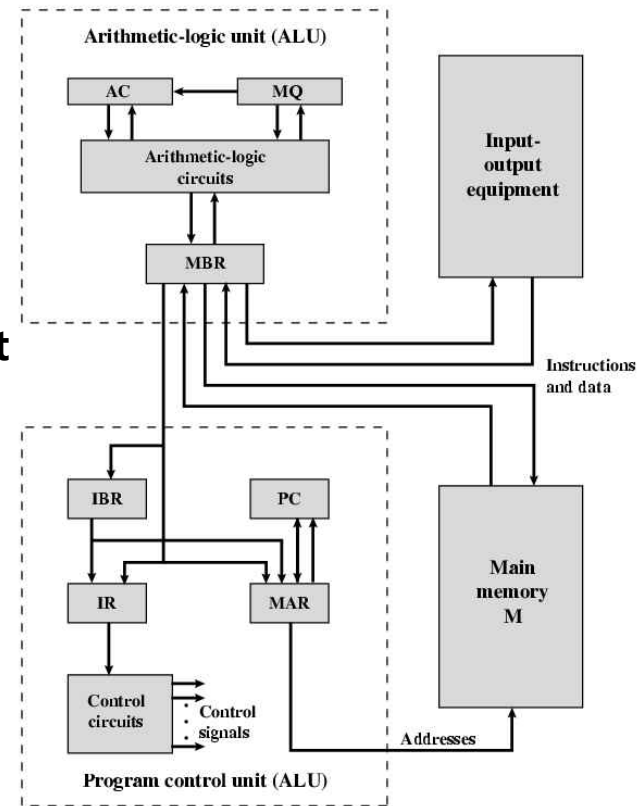 Arithmetic-logic unit (ALU)
AC
MQ
Arithmetic-logic
circuits
MBR
Input-
output
equipment
t
Instructions
and data
IBR
PC
IR
MAR
Main
memory
M
Control
circuits
Control
signals
Addresses
Program control unit (ALU)